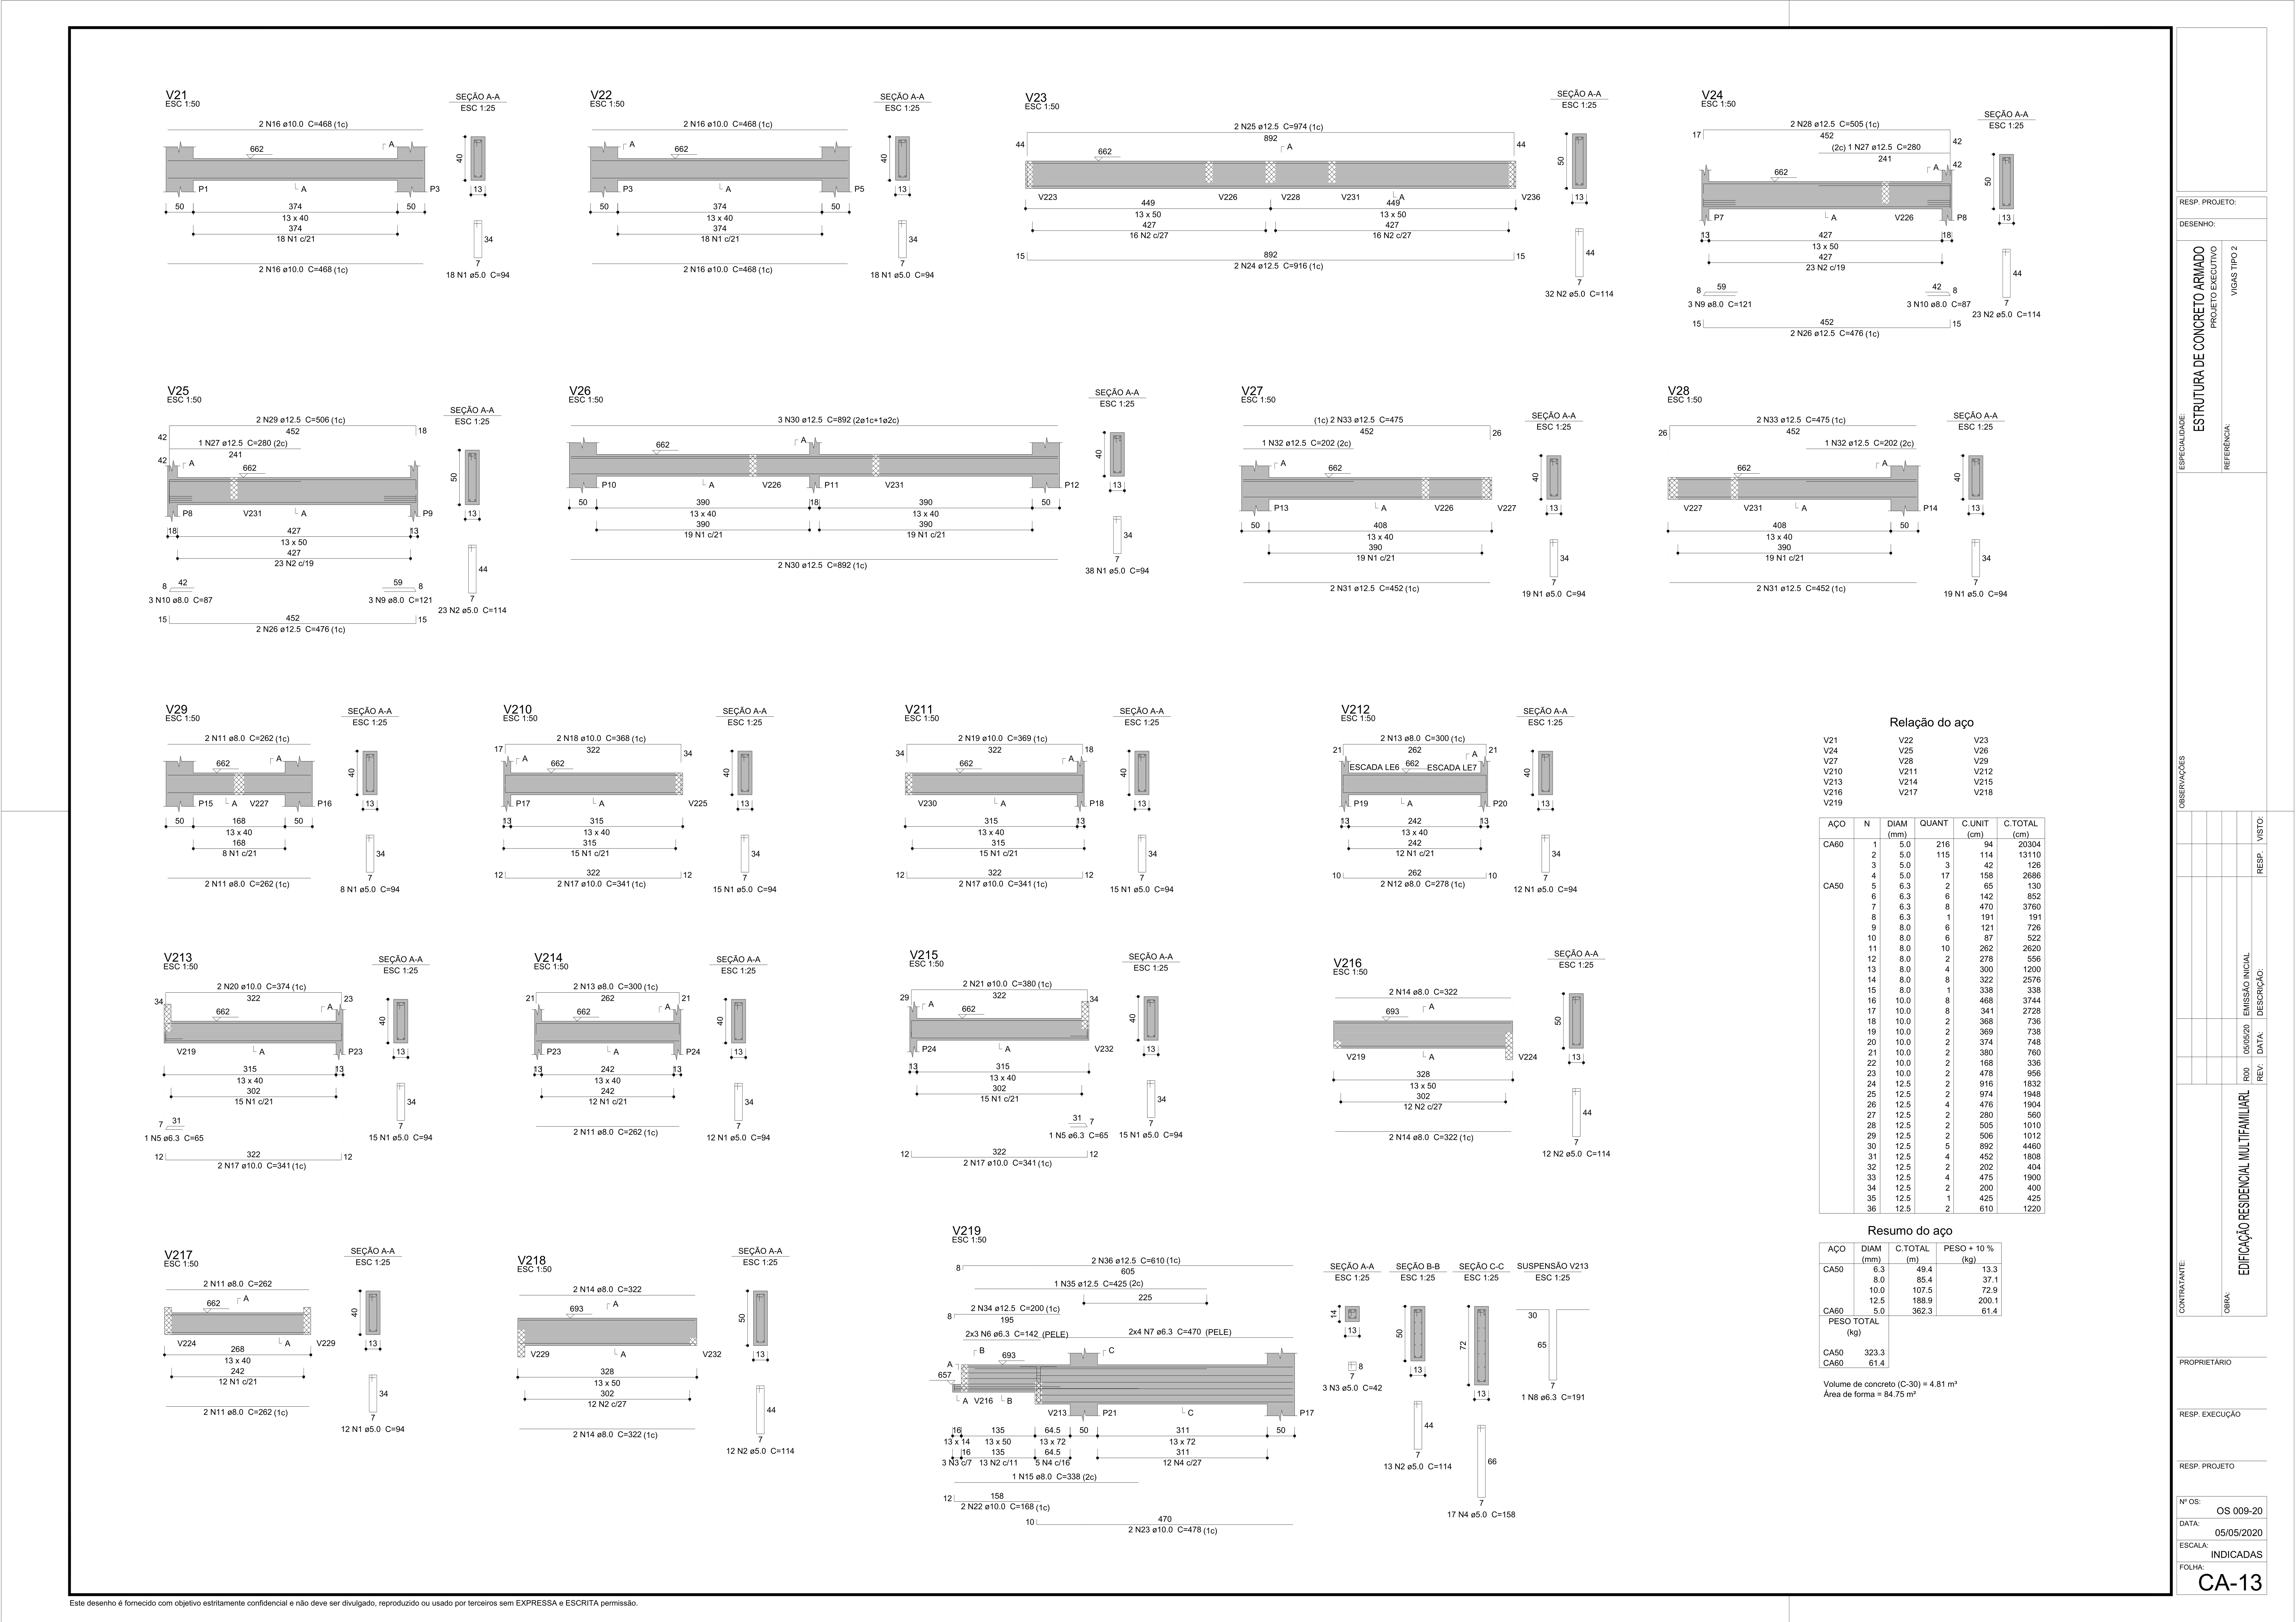 V21
ESC 1:50
SEÇÃO A-A
ESC 1:25
2 N16 ø10.0 C=468 (1c)
A
662
40
P1
A
P3
13
50
374
50
13 x 40
374
18 N1 c/21
34
7
2 N16 ø10.0 C=468 (1c)
18 N1 ø5.0 C=94
V22
ESC 1:50
SEÇÃO A-A
ESC 1:25
2 N16 ø10.0 C=468 (1c)
A
662
40
P3
A
P5
13
50
374
50
13 x 40
374
18 N1 c/21
34
7
2 N16 ø10.0 C=468 (1c)
18 N1 ø5.0 C=94
V23
ESC 1:50
SEÇÃO A-A
ESC 1:25
2 N25 ø12.5 C=974 (1c)
892
44
44
A
662
50
V223
V226
V228
V231
A
V236
13
449
449
13 x 50
13 x 50
427
427
16 N2 c/27
16 N2 c/27
44
15
892
15
2 N24 ø12.5 C=916 (1c)
7
32 N2 ø5.0 C=114
V24
ESC 1:50
SEÇÃO A-A
ESC 1:25
2 N28 ø12.5 C=505 (1c)
17
452
42
(2c) 1 N27 ø12.5 C=280
241
42
A
662
50
P7
A
V226
P8
13
13
427
18
13 x 50
427
23 N2 c/19
44
8
59
42
8
3 N9 ø8.0 C=121
3 N10 ø8.0 C=87
7
23 N2 ø5.0 C=114
15
452
15
2 N26 ø12.5 C=476 (1c)
V25
ESC 1:50
SEÇÃO A-A
ESC 1:25
2 N29 ø12.5 C=506 (1c)
42
452
18
1 N27 ø12.5 C=280 (2c)
241
42
A
662
50
P8
V231
A
P9
13
18
427
13
13 x 50
427
23 N2 c/19
44
8
42
59
8
3 N10 ø8.0 C=87
3 N9 ø8.0 C=121
7
23 N2 ø5.0 C=114
15
452
15
2 N26 ø12.5 C=476 (1c)
V26
ESC 1:50
SEÇÃO A-A
ESC 1:25
3 N30 ø12.5 C=892 (2ø1c+1ø2c)
A
662
40
P10
A
V226
P11
V231
P12
13
50
390
18
390
50
13 x 40
13 x 40
390
390
19 N1 c/21
19 N1 c/21
34
7
2 N30 ø12.5 C=892 (1c)
38 N1 ø5.0 C=94
V27
ESC 1:50
SEÇÃO A-A
ESC 1:25
(1c) 2 N33 ø12.5 C=475
452
26
1 N32 ø12.5 C=202 (2c)
A
662
40
P13
A
V226
V227
13
50
408
13 x 40
390
19 N1 c/21
34
7
2 N31 ø12.5 C=452 (1c)
19 N1 ø5.0 C=94
V28
ESC 1:50
SEÇÃO A-A
ESC 1:25
2 N33 ø12.5 C=475 (1c)
26
452
1 N32 ø12.5 C=202 (2c)
A
662
40
V227
V231
A
P14
13
408
50
13 x 40
390
19 N1 c/21
34
7
2 N31 ø12.5 C=452 (1c)
19 N1 ø5.0 C=94
V29
ESC 1:50
SEÇÃO A-A
ESC 1:25
2 N11 ø8.0 C=262 (1c)
A
662
40
P15
A
V227
P16
13
50
168
50
13 x 40
168
8 N1 c/21
34
7
2 N11 ø8.0 C=262 (1c)
8 N1 ø5.0 C=94
V210
ESC 1:50
SEÇÃO A-A
ESC 1:25
2 N18 ø10.0 C=368 (1c)
17
322
34
A
662
40
P17
A
V225
13
13
315
13 x 40
315
15 N1 c/21
34
7
12
322
12
2 N17 ø10.0 C=341 (1c)
15 N1 ø5.0 C=94
V211
ESC 1:50
SEÇÃO A-A
ESC 1:25
2 N19 ø10.0 C=369 (1c)
34
322
18
A
662
40
V230
A
P18
13
315
13
13 x 40
315
15 N1 c/21
34
7
12
322
12
2 N17 ø10.0 C=341 (1c)
15 N1 ø5.0 C=94
V212
ESC 1:50
SEÇÃO A-A
ESC 1:25
2 N13 ø8.0 C=300 (1c)
21
262
21
A
ESCADA LE6
662
ESCADA LE7
40
P19
A
P20
13
13
242
13
13 x 40
242
12 N1 c/21
34
7
10
262
10
2 N12 ø8.0 C=278 (1c)
12 N1 ø5.0 C=94
V213
ESC 1:50
SEÇÃO A-A
ESC 1:25
2 N20 ø10.0 C=374 (1c)
34
322
23
A
662
40
V219
A
P23
13
315
13
13 x 40
302
15 N1 c/21
34
7
31
7
1 N5 ø6.3 C=65
15 N1 ø5.0 C=94
12
322
12
2 N17 ø10.0 C=341 (1c)
V214
ESC 1:50
SEÇÃO A-A
ESC 1:25
2 N13 ø8.0 C=300 (1c)
21
262
21
A
662
40
P23
A
P24
13
13
242
13
13 x 40
242
12 N1 c/21
34
7
2 N11 ø8.0 C=262 (1c)
12 N1 ø5.0 C=94
V215
ESC 1:50
SEÇÃO A-A
ESC 1:25
2 N21 ø10.0 C=380 (1c)
29
322
34
A
662
40
P24
A
V232
13
13
315
13 x 40
302
15 N1 c/21
34
31
7
7
1 N5 ø6.3 C=65
15 N1 ø5.0 C=94
12
322
12
2 N17 ø10.0 C=341 (1c)
V216
ESC 1:50
SEÇÃO A-A
ESC 1:25
2 N14 ø8.0 C=322
A
693
50
V219
A
V224
13
328
13 x 50
302
12 N2 c/27
44
7
2 N14 ø8.0 C=322 (1c)
12 N2 ø5.0 C=114
V217
ESC 1:50
SEÇÃO A-A
ESC 1:25
2 N11 ø8.0 C=262
A
662
40
V224
A
V229
13
268
13 x 40
242
12 N1 c/21
34
7
2 N11 ø8.0 C=262 (1c)
12 N1 ø5.0 C=94
V218
ESC 1:50
SEÇÃO A-A
ESC 1:25
2 N14 ø8.0 C=322
A
693
50
V229
A
V232
13
328
13 x 50
302
12 N2 c/27
44
7
2 N14 ø8.0 C=322 (1c)
12 N2 ø5.0 C=114
V219
ESC 1:50
2 N36 ø12.5 C=610 (1c)
8
605
1 N35 ø12.5 C=425 (2c)
225
2 N34 ø12.5 C=200 (1c)
8
195
2x3 N6 ø6.3 C=142 (PELE)
2x4 N7 ø6.3 C=470 (PELE)
B
C
A
693
657
A
V216
B
V213
P21
C
P17
16
135
64.5
50
311
50
13 x 14
13 x 50
13 x 72
13 x 72
16
135
64.5
311
3 N3 c/7
13 N2 c/11
5 N4 c/16
12 N4 c/27
1 N15 ø8.0 C=338 (2c)
12
158
2 N22 ø10.0 C=168 (1c)
10
470
2 N23 ø10.0 C=478 (1c)
SEÇÃO A-A
ESC 1:25
14
13
8
7
3 N3 ø5.0 C=42
SEÇÃO B-B
ESC 1:25
50
13
44
7
13 N2 ø5.0 C=114
SEÇÃO C-C
ESC 1:25
72
13
66
7
17 N4 ø5.0 C=158
SUSPENSÃO V213
ESC 1:25
30
65
7
1 N8 ø6.3 C=191
Relação do aço
V21 V22 V23
V24 V25 V26
V27 V28 V29
V210 V211 V212
V213 V214 V215
V216 V217 V218
V219
AÇO N DIAM QUANT C.UNIT C.TOTAL
(mm) (cm) (cm)
CA60 1 5.0 216 94 20304
2 5.0 115 114 13110
3 5.0 3 42 126
4 5.0 17 158 2686
CA50 5 6.3 2 65 130
6 6.3 6 142 852
7 6.3 8 470 3760
8 6.3 1 191 191
9 8.0 6 121 726
10 8.0 6 87 522
11 8.0 10 262 2620
12 8.0 2 278 556
13 8.0 4 300 1200
14 8.0 8 322 2576
15 8.0 1 338 338
16 10.0 8 468 3744
17 10.0 8 341 2728
18 10.0 2 368 736
19 10.0 2 369 738
20 10.0 2 374 748
21 10.0 2 380 760
22 10.0 2 168 336
23 10.0 2 478 956
24 12.5 2 916 1832
25 12.5 2 974 1948
26 12.5 4 476 1904
27 12.5 2 280 560
28 12.5 2 505 1010
29 12.5 2 506 1012
30 12.5 5 892 4460
31 12.5 4 452 1808
32 12.5 2 202 404
33 12.5 4 475 1900
34 12.5 2 200 400
35 12.5 1 425 425
36 12.5 2 610 1220
Resumo do aço
AÇO DIAM C.TOTAL PESO + 10 %
(mm) (m) (kg)
CA50 6.3 49.4 13.3
8.0 85.4 37.1
10.0 107.5 72.9
12.5 188.9 200.1
CA60 5.0 362.3 61.4
PESO TOTAL
(kg)
CA50 323.3
CA60 61.4
Volume de concreto (C-30) = 4.81 m³
Área de forma = 84.75 m²
RESP. PROJETO:
DESENHO:
ESPECIALIDADE:
ESTRUTURA DE CONCRETO ARMADO
PROJETO EXECUTIVO
REFERÊNCIA:
VIGAS TIPO 2
OBSERVAÇÕES
VISTO:
RESP.
EMISSÃO INICIAL
DESCRIÇÃO:
05/05/20
DATA:
R00
REV:
CONTRATANTE:
OBRA:
EDIFICAÇÃO RESIDENCIAL MULTIFAMILIARL
PROPRIETÁRIO
RESP. EXECUÇÃO
RESP. PROJETO
Nº OS:
OS 009-20
DATA:
05/05/2020
ESCALA:
INDICADAS
FOLHA:
CA-13
Este desenho é fornecido com objetivo estritamente confidencial e não deve ser divulgado, reproduzido ou usado por terceiros sem EXPRESSA e ESCRITA permissão.